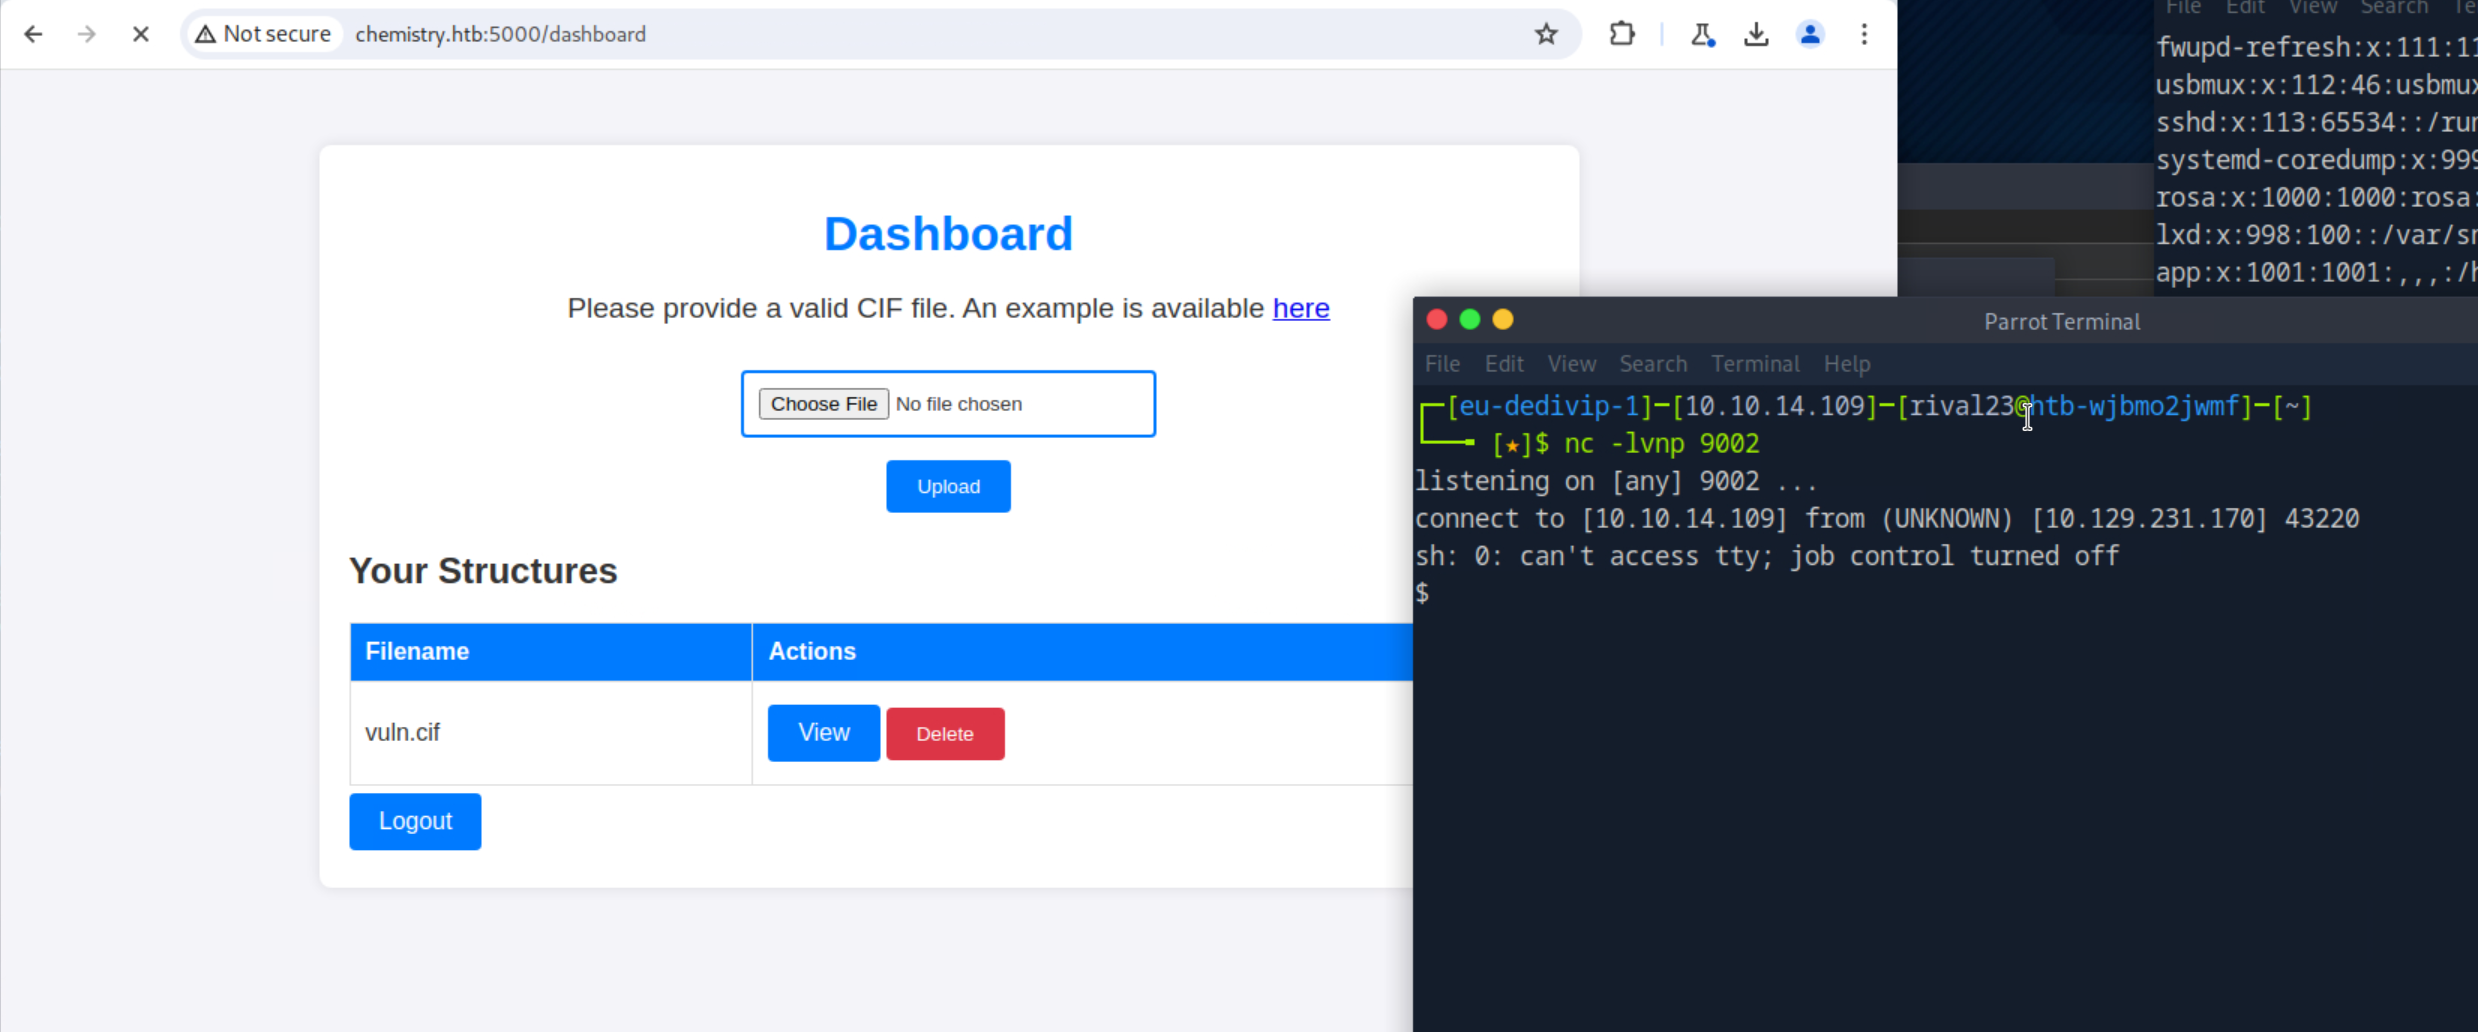 Not secure chemistry.htb:5000/dashboard
Dashboard
Please provide a valid CIF file. An example is available here
Choose File No file chosen
Upload
Your Structures
Filename Actions
vuln.cif View Delete
Logout
File Edit View Search
fwupd-refresh:x:111:11
usbmux:x:112:46:usbmux
sshd:x:113:65534::/run
systemd-coredump:x:999
rosa:x:1000:1000:rosa:
lxd:x:998:100::/var/sn
app:x:1001:1001:,,,:/h
Parrot Terminal
File Edit View Search Terminal Help
┌─[eu-dedivip-1]─[10.10.14.109]─[rival23@htb-wjbmo2jwmf]─[~]
└──╼ [★]$ nc -lvnp 9002
listening on [any] 9002 ...
connect to [10.10.14.109] from (UNKNOWN) [10.129.231.170] 43220
sh: 0: can't access tty; job control turned off
$